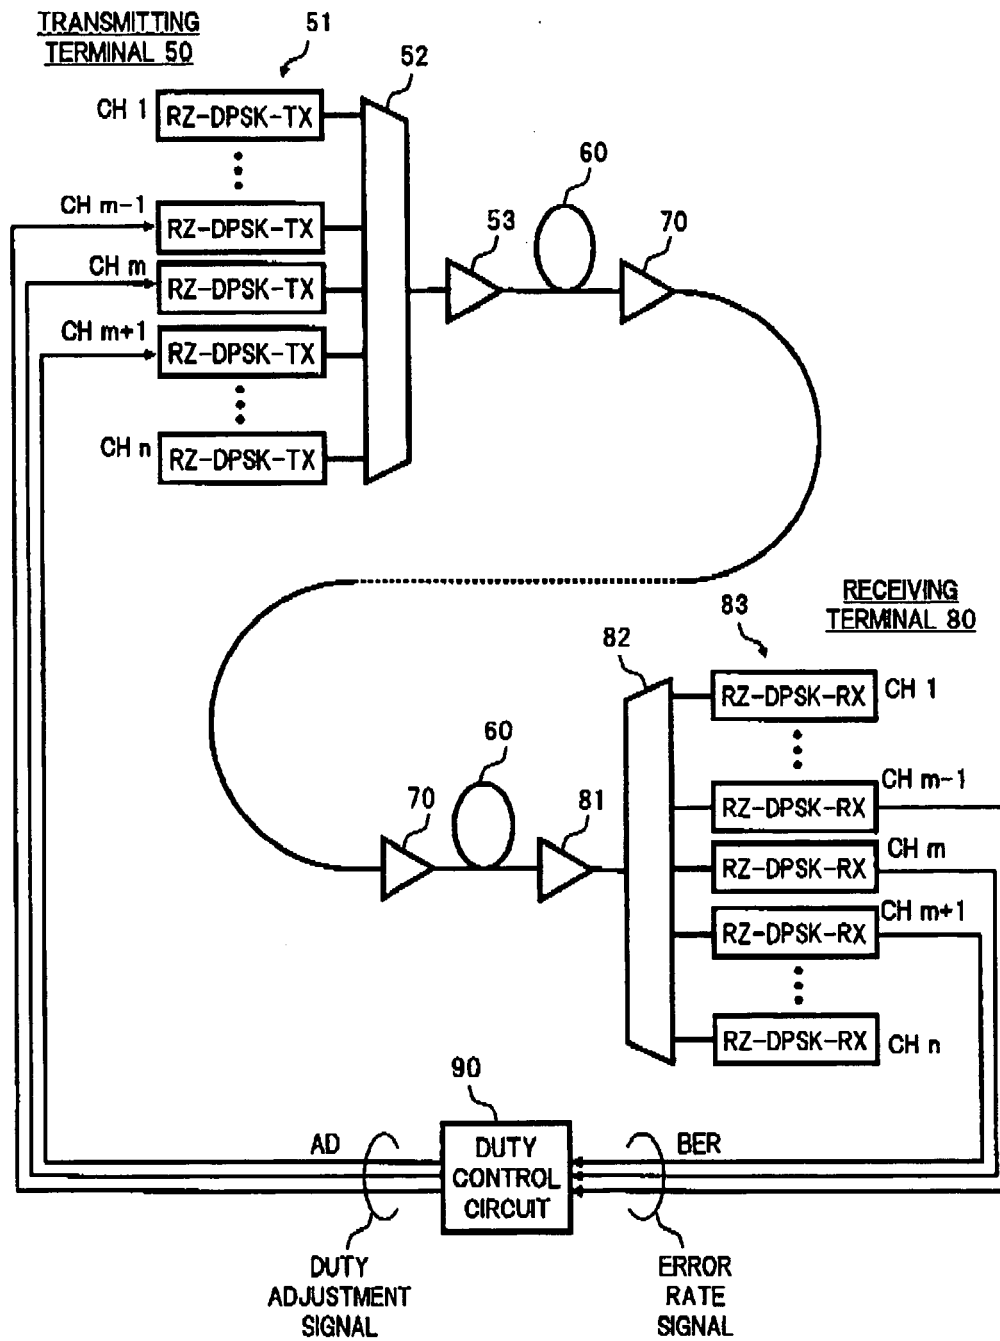 TRANSMITTING
TERMINAL 50
51
52
CH 1
RZ-DPSK-TX
CH m-1
RZ-DPSK-TX
CH m
RZ-DPSK-TX
CH m+1
RZ-DPSK-TX
CH n
RZ-DPSK-TX
53
60
70
RECEIVING
TERMINAL 80
82
83
RZ-DPSK-RX
CH 1
RZ-DPSK-RX
CH m-1
RZ-DPSK-RX
CH m
RZ-DPSK-RX
CH m+1
RZ-DPSK-RX
CH n
70
60
81
90
AD
DUTY
CONTROL
CIRCUIT
BER
DUTY
ADJUSTMENT
SIGNAL
ERROR
RATE
SIGNAL